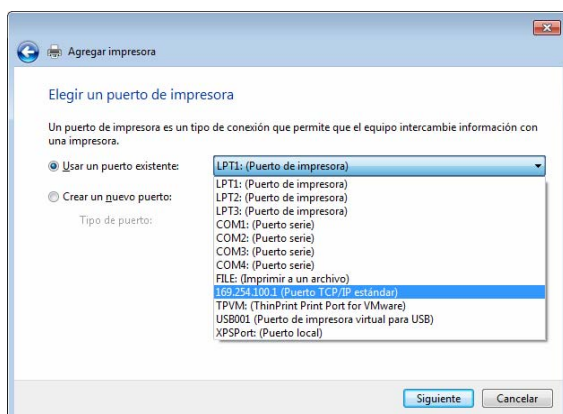 Agregar impresora
Elegir un puerto de impresora
Un puerto de impresora es un tipo de conexión que permite que el equipo intercambie información con
una impresora.
Usar un puerto existente: LPT1: (Puerto de impresora)
LPT1: (Puerto de impresora)
Crear un nuevo puerto: LPT2: (Puerto de impresora)
LPT3: (Puerto de impresora)
Tipo de puerto: COM1: (Puerto serie)
COM2: (Puerto serie)
COM3: (Puerto serie)
COM4: (Puerto serie)
FILE: (Imprimir a un archivo)
169.254.100.1 (Puerto TCP/IP estándar)
TPVM: (ThinPrint Print Port for VMware)
USB001 (Puerto de impresora virtual para USB)
XPSPort: (Puerto local)
Siguiente Cancelar